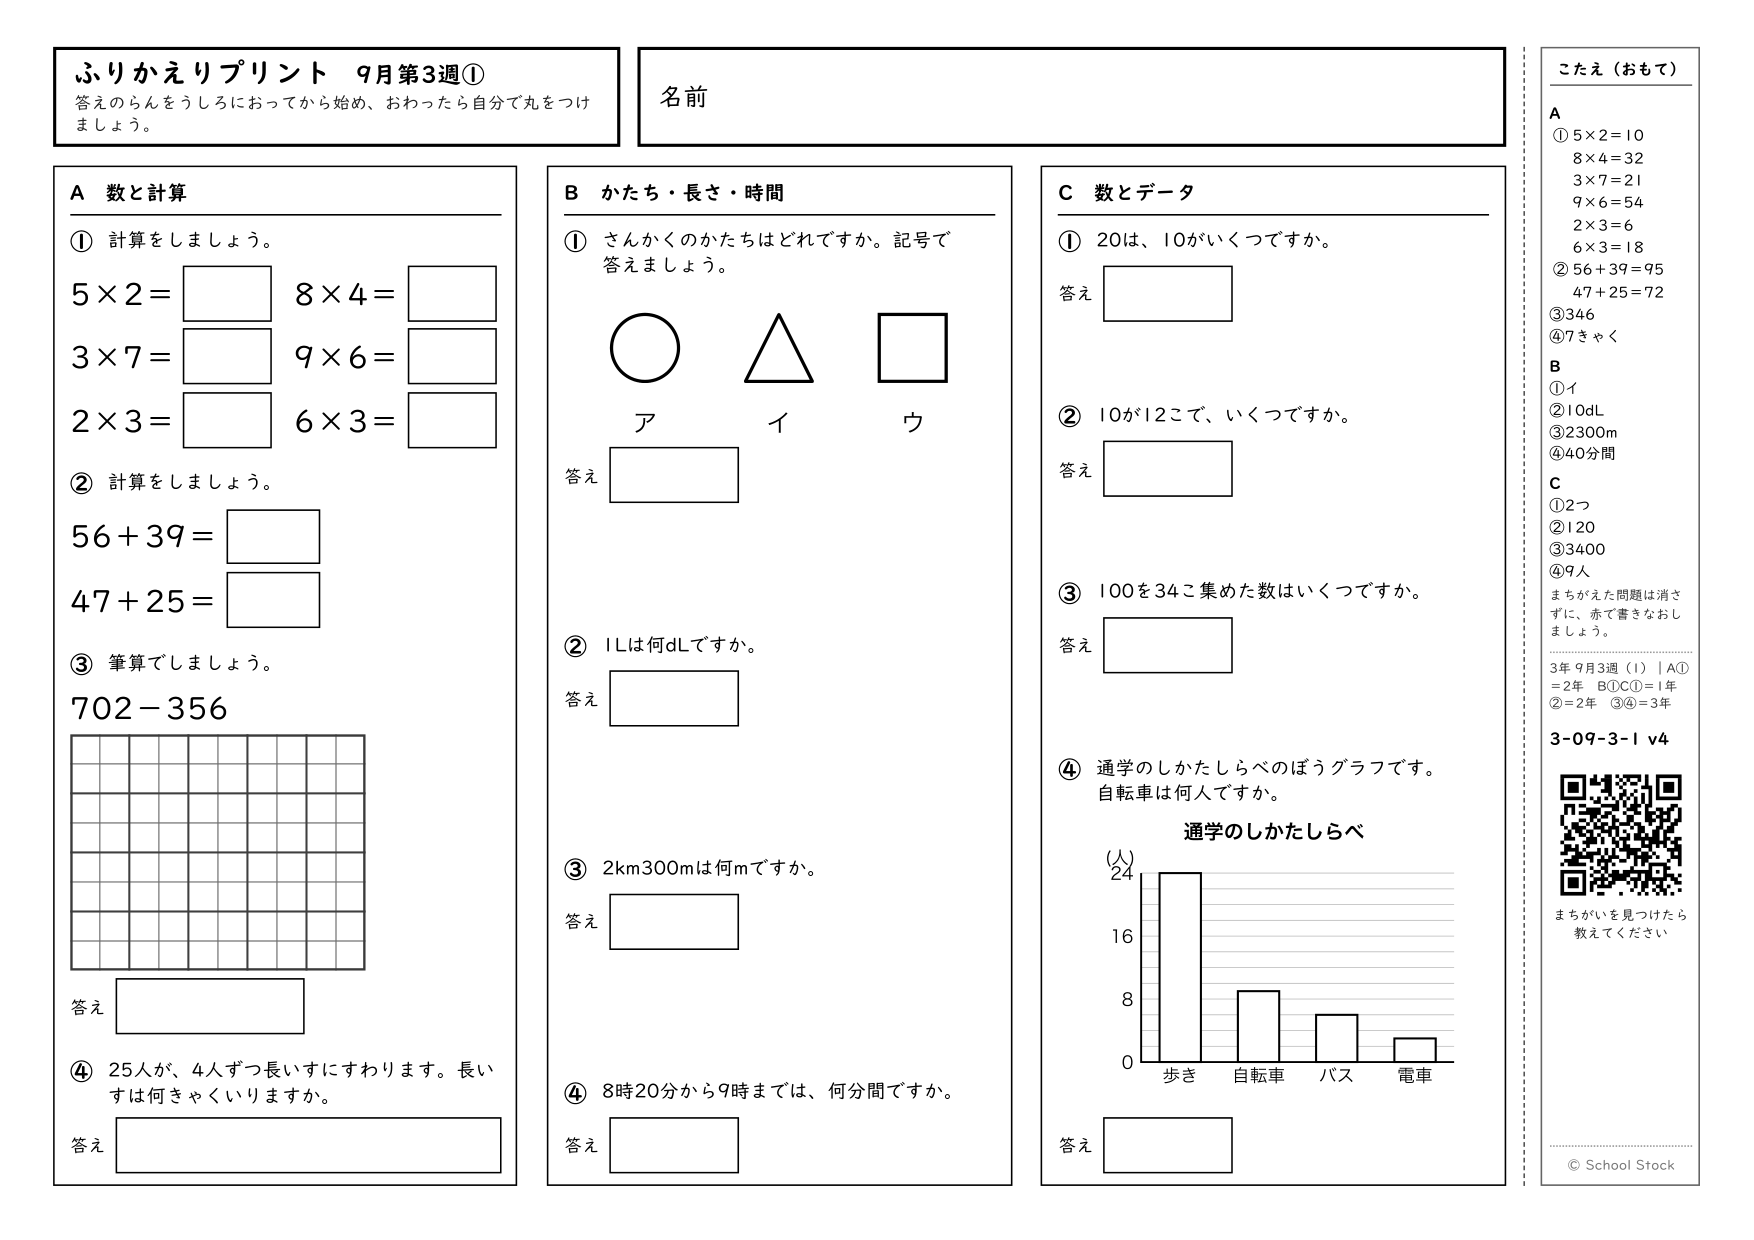 ふりかえりプリント　9月第3週①
答えのらんをうしろにおってから始め、おわったら自分で丸をつけ
ましょう。
名前
A　数と計算
① 計算をしましょう。
5×2＝
8×4＝
3×7＝
9×6＝
2×3＝
6×3＝
② 計算をしましょう。
56＋39＝
47＋25＝
③ 筆算でしましょう。
702－356
答え
④ 25人が、4人ずつ長いすにすわります。長い
すは何きゃくいりますか。
答え
B　かたち・長さ・時間
① さんかくのかたちはどれですか。記号で
答えましょう。
ア
イ
ウ
答え
② 1Lは何dLですか。
答え
③ 2km300mは何mですか。
答え
④ 8時20分から9時までは、何分間ですか。
答え
C　数とデータ
① 20は、10がいくつですか。
答え
② 10が12こで、いくつですか。
答え
③ 100を34こ集めた数はいくつですか。
答え
④ 通学のしかたしらべのぼうグラフです。
自転車は何人ですか。
通学のしかたしらべ
(人)
24
16
8
0
歩き
自転車
バス
電車
答え
こたえ（おもて）
A
① 5×2＝10
8×4＝32
3×7＝21
9×6＝54
2×3＝6
6×3＝18
② 56＋39＝95
47＋25＝72
③346
④7きゃく
B
①イ
②10dL
③2300m
④40分間
C
①2つ
②120
③3400
④9人
まちがえた問題は消さ
ずに、赤で書きなおし
ましょう。
3年 9月3週（1）｜A①
＝2年　B①C①＝1年
②＝2年　③④＝3年
3-09-3-1 v4
まちがいを見つけたら
教えてください
© School Stock